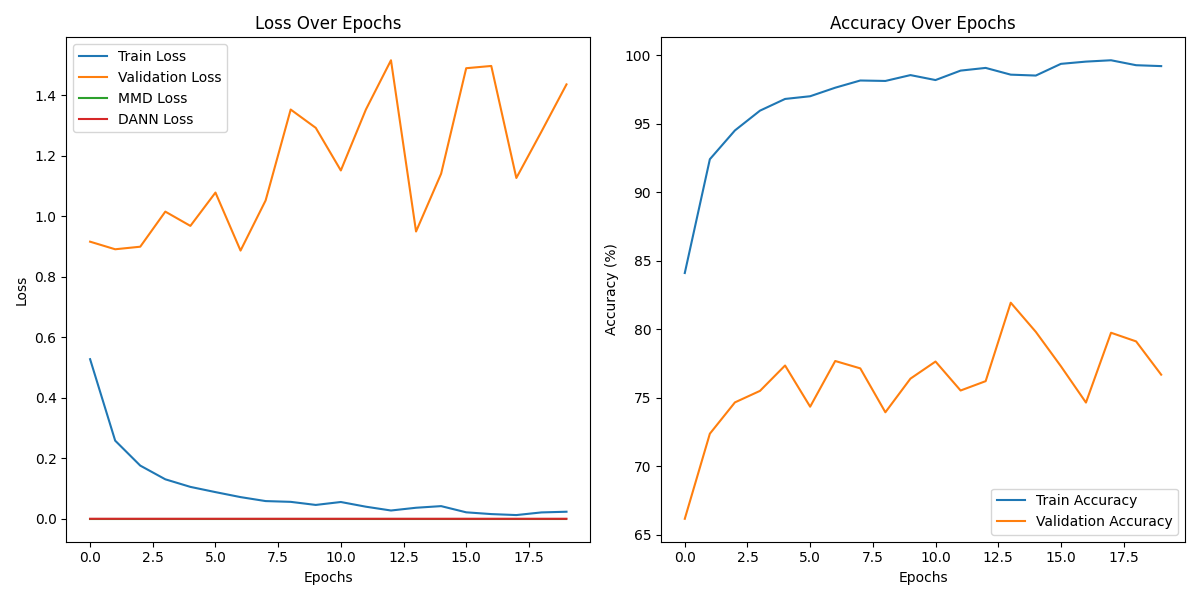 Loss Over Epochs
Train Loss
Validation Loss
MMD Loss
DANN Loss
1.4
1.2
1.0
0.8
0.6
0.4
0.2
0.0
Loss
0.0 2.5 5.0 7.5 10.0 12.5 15.0 17.5
Epochs
Accuracy Over Epochs
100
95
90
85
80
75
70
65
Accuracy (%)
Train Accuracy
Validation Accuracy
0.0 2.5 5.0 7.5 10.0 12.5 15.0 17.5
Epochs